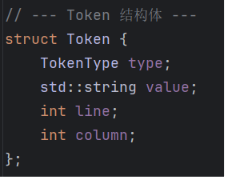 // --- Token 结构体 ---
struct Token {
    TokenType type;
    std::string value;
    int line;
    int column;
};